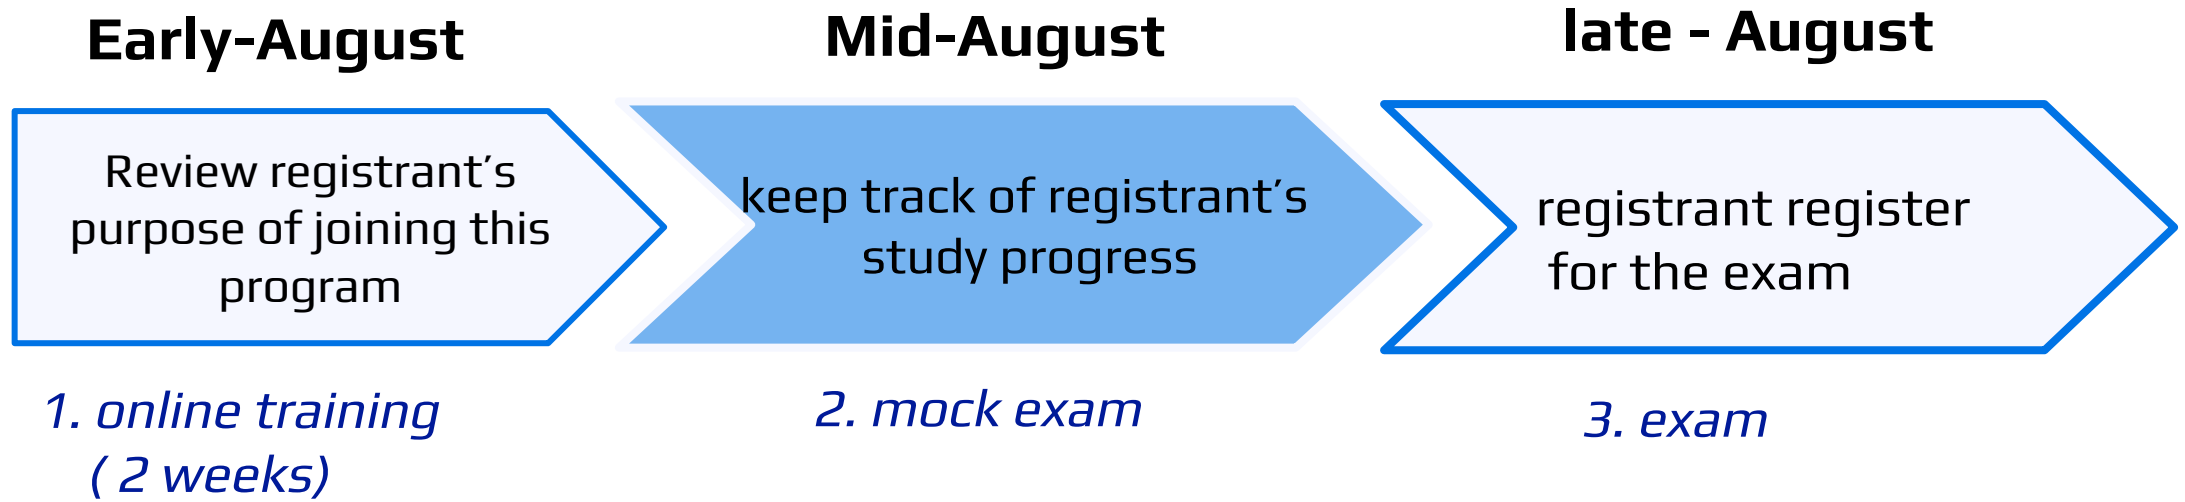 Early-August
Mid-August
late - August
Review registrant’s
purpose of joining this
program
keep track of registrant’s
study progress
registrant register
for the exam
1. online training
( 2 weeks)
2. mock exam
3. exam